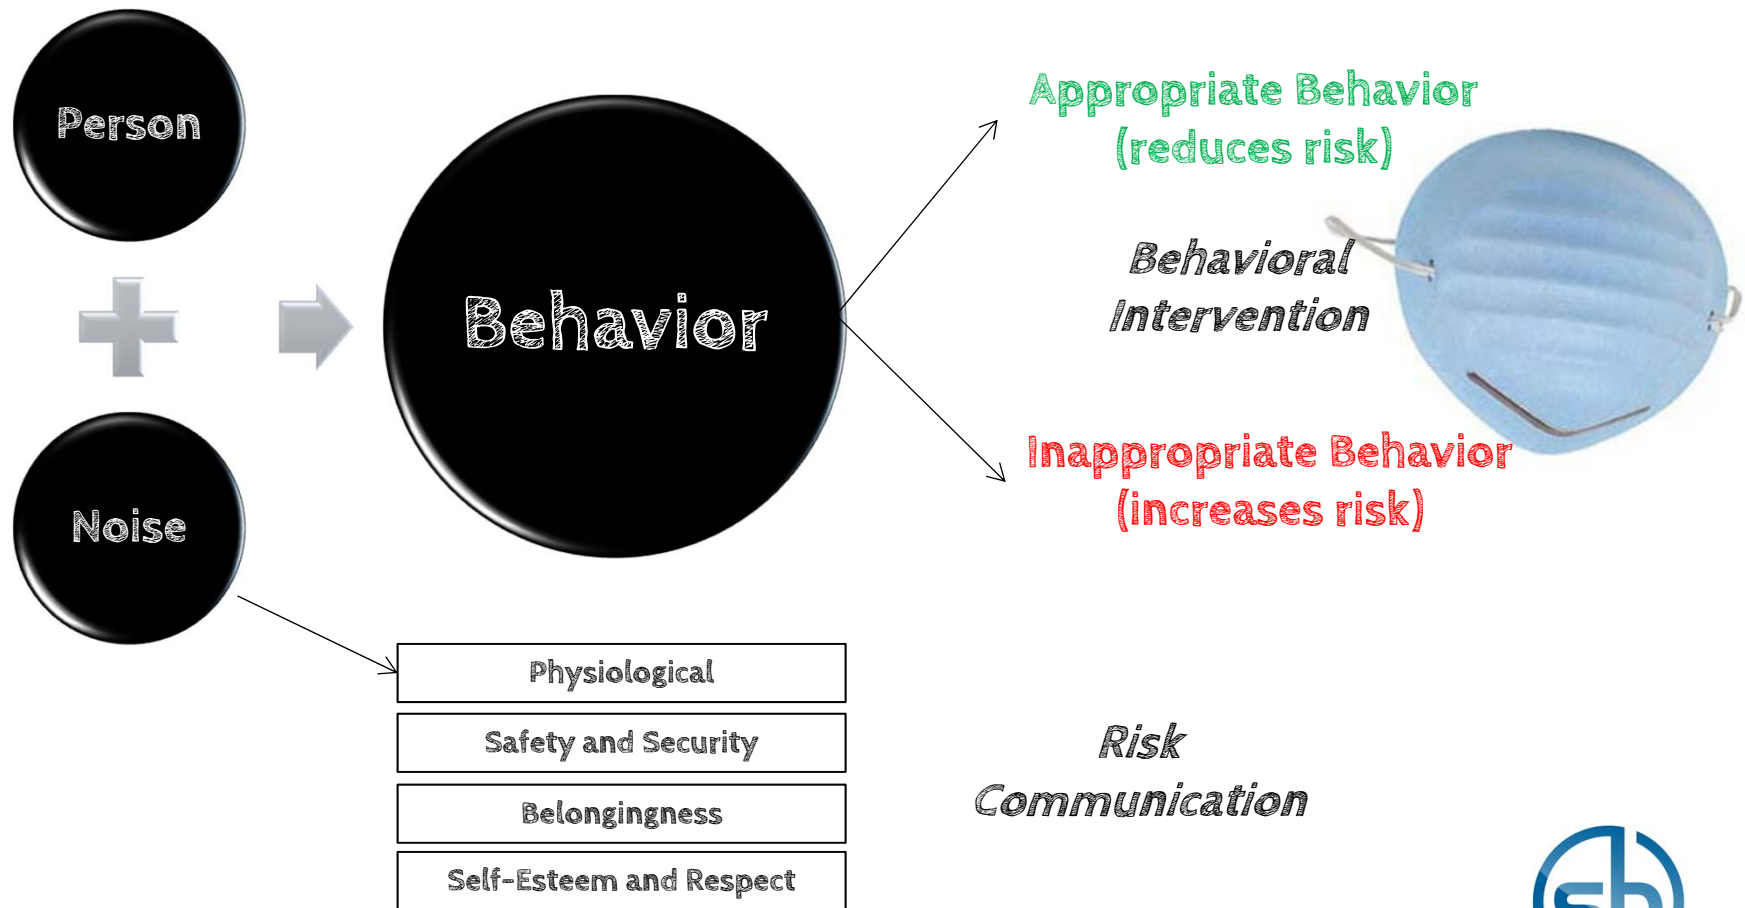 Person
Noise
Behavior
Appropriate Behavior
(reduces risk)
Behavioral
Intervention
Inappropriate Behavior
(increases risk)
Physiological
Safety and Security
Belongingness
Self-Esteem and Respect
Risk
Communication
sb